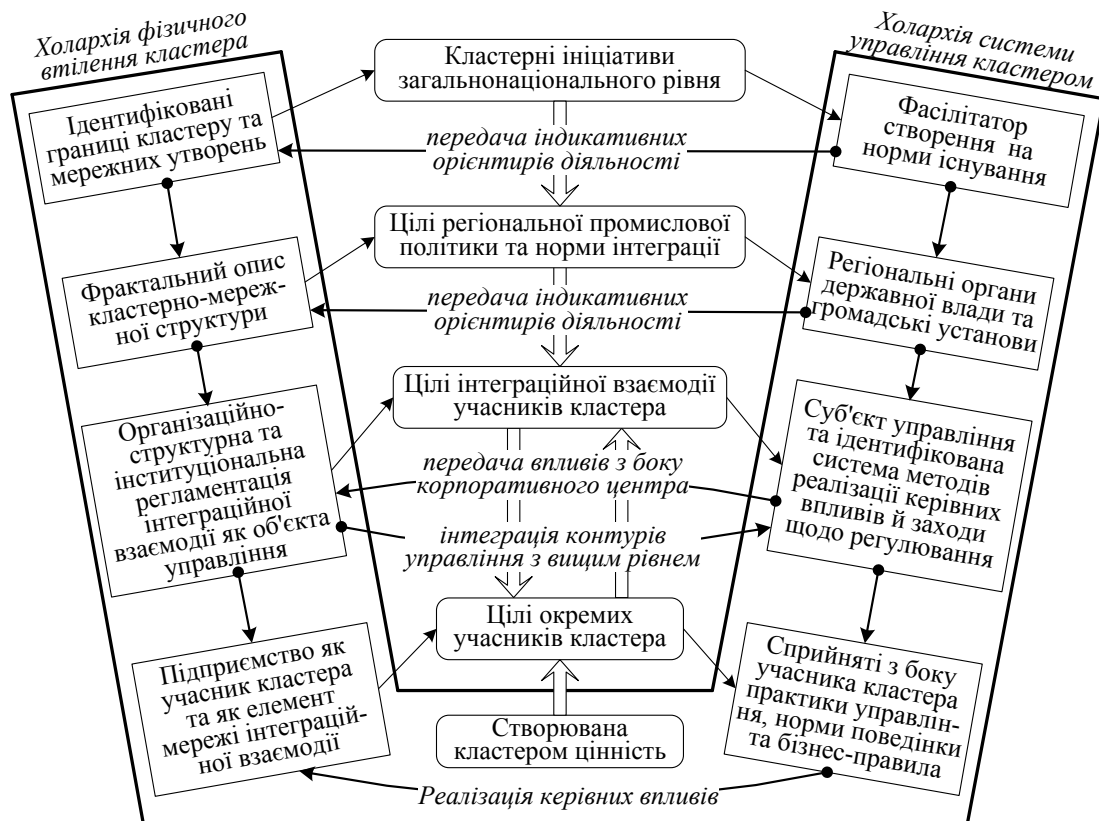 Холархія фізичного
втілення кластера
Холархія системи
управління кластером
Кластерні ініціативи
загальнонаціонального рівня
Ідентифіковані
границі кластеру та
мережних утворень
Фасілітатор
створення на
норми існування
передача індикативних
орієнтирів діяльності
Цілі регіональної промислової
політики та норми інтеграції
Фрактальний опис
кластерно-мереж-
ної структури
Регіональні органи
державної влади та
громадські установи
передача індикативних
орієнтирів діяльності
Цілі інтеграційної взаємодії
учасників кластера
Організаційно-
структурна та
інституціональна
регламентація
інтеграційної
взаємодії як об'єкта
управління
Суб'єкт управління
та ідентифікована
система методів
реалізації керівних
впливів й заходи
щодо регулювання
передача впливів з боку
корпоративного центра
інтеграція контурів
управління з вищим рівнем
Цілі окремих
учасників кластера
Підприємство як
учасник кластера
та як елемент
мережі інтеграцій-
ної взаємодії
Сприйняті з боку
учасника кластера
практики управлін-
ня, норми поведінки
та бізнес-правила
Створювана
кластером цінність
Реалізація керівних впливів